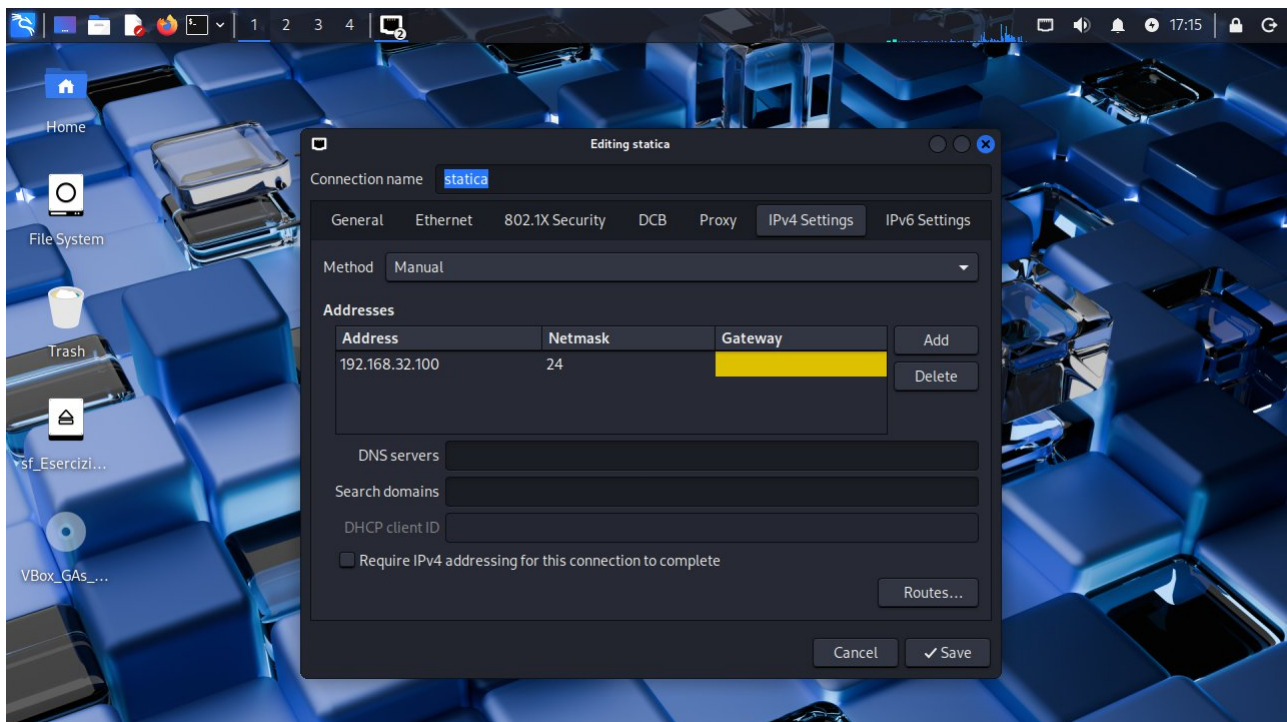 1 2 3 4 2 17:15
Home
File System
Trash
sf_Esercizi...
VBox_GAs_...
Editing statica
Connection name statica
General Ethernet 802.1X Security DCB Proxy IPv4 Settings IPv6 Settings
Method Manual
Addresses
Address Netmask Gateway
192.168.32.100 24
Add
Delete
DNS servers
Search domains
DHCP client ID
Require IPv4 addressing for this connection to complete
Routes...
Cancel Save